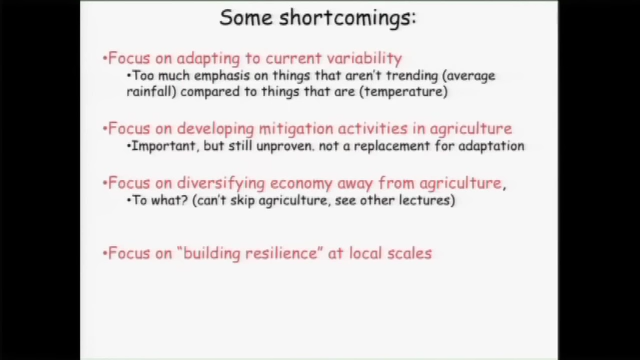 Some shortcomings:
•Focus on adapting to current variability
•Too much emphasis on things that aren't trending (average
rainfall) compared to things that are (temperature)
•Focus on developing mitigation activities in agriculture
•Important, but still unproven. not a replacement for adaptation
•Focus on diversifying economy away from agriculture,
•To what? (can't skip agriculture, see other lectures)
•Focus on “building resilience” at local scales